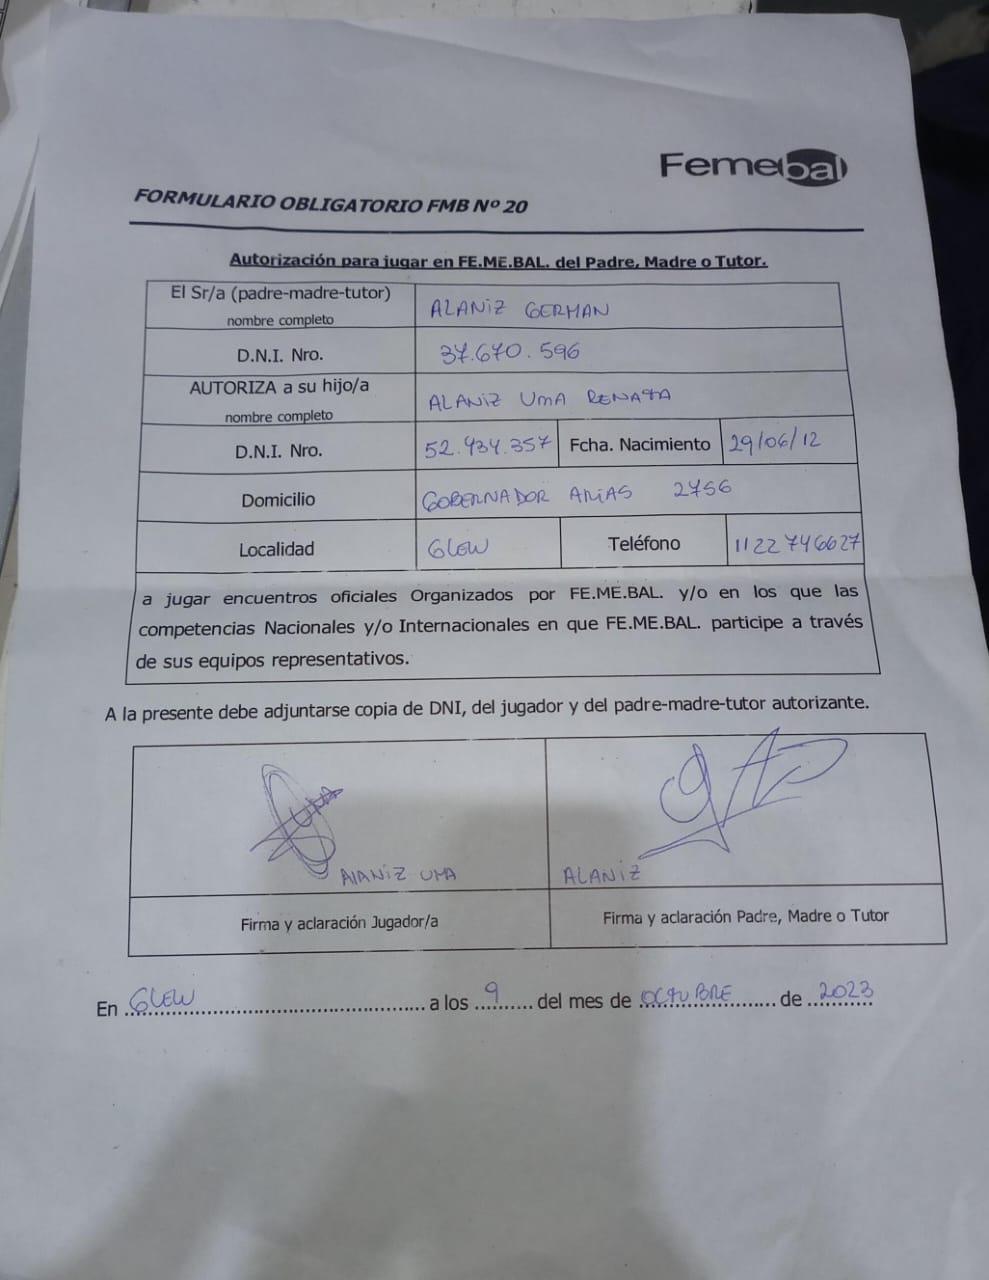 Femebal
FORMULARIO OBLIGATORIO FMB Nº 20
Autorización para jugar en FE.ME.BAL. del Padre, Madre o Tutor.
El Sr/a (padre-madre-tutor)
nombre completo
ALANIZ GERMAN
D.N.I. Nro.
37.670.596
AUTORIZA a su hijo/a
nombre completo
ALANIZ UMA RENATA
D.N.I. Nro.
52.434.357
Fcha. Nacimiento
29/06/12
Domicilio
GOBERNADOR ARIAS 2756
Localidad
GLEW
Teléfono
1122746627
a jugar encuentros oficiales Organizados por FE.ME.BAL. y/o en los que las
competencias Nacionales y/o Internacionales en que FE.ME.BAL. participe a través
de sus equipos representativos.
A la presente debe adjuntarse copia de DNI, del jugador y del padre-madre-tutor autorizante.
UMA
AlANIZ UMA
ALANIZ
Firma y aclaración Jugador/a
Firma y aclaración Padre, Madre o Tutor
En GLEW a los 9 del mes de OCTUBRE de 2023